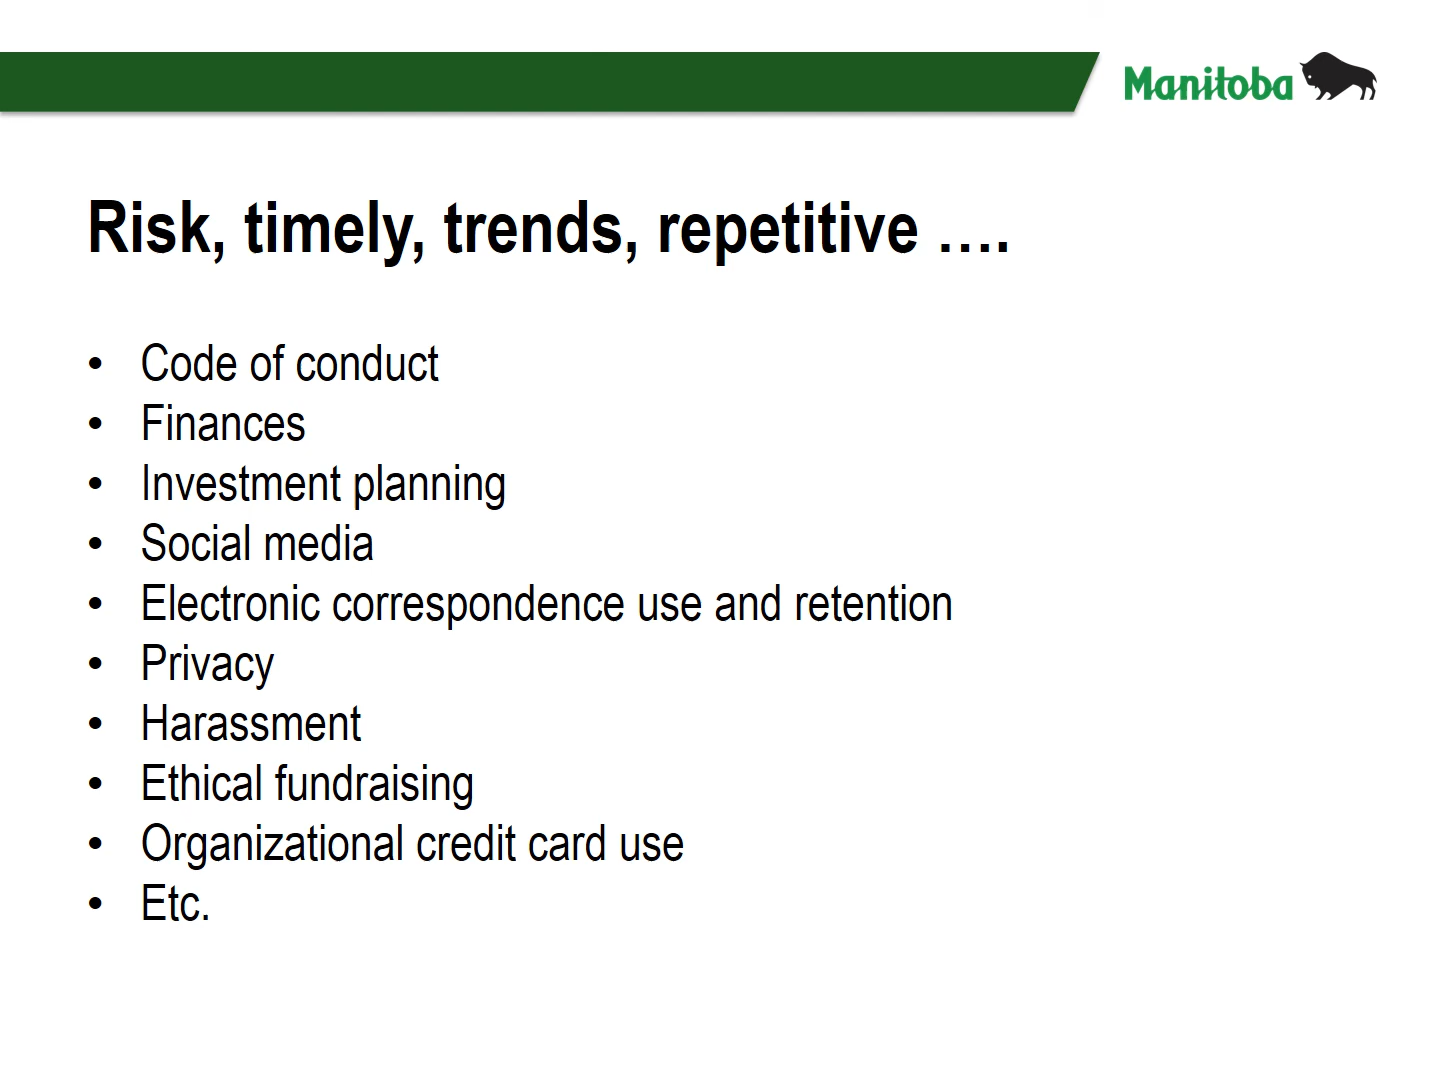 Manitoba
Risk, timely, trends, repetitive ….
• Code of conduct
• Finances
• Investment planning
• Social media
• Electronic correspondence use and retention
• Privacy
• Harassment
• Ethical fundraising
• Organizational credit card use
• Etc.